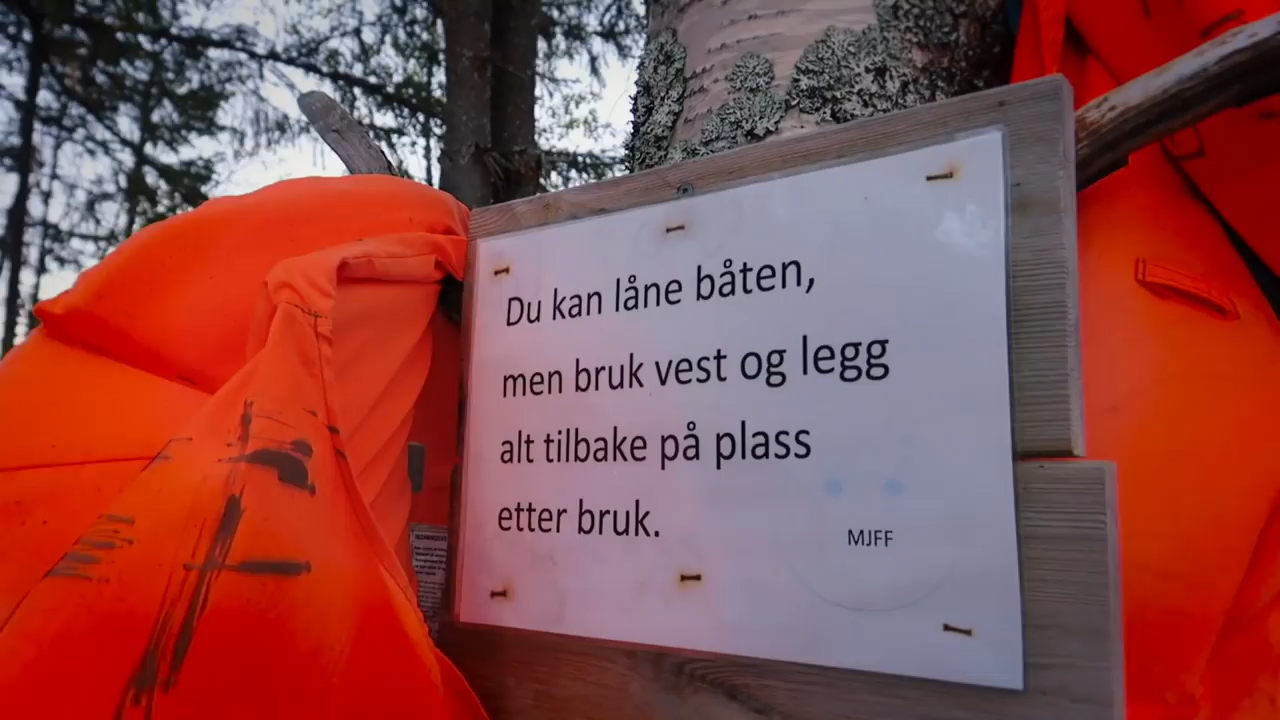 Du kan låne båten,
men bruk vest og legg
alt tilbake på plass
etter bruk.
MJFF